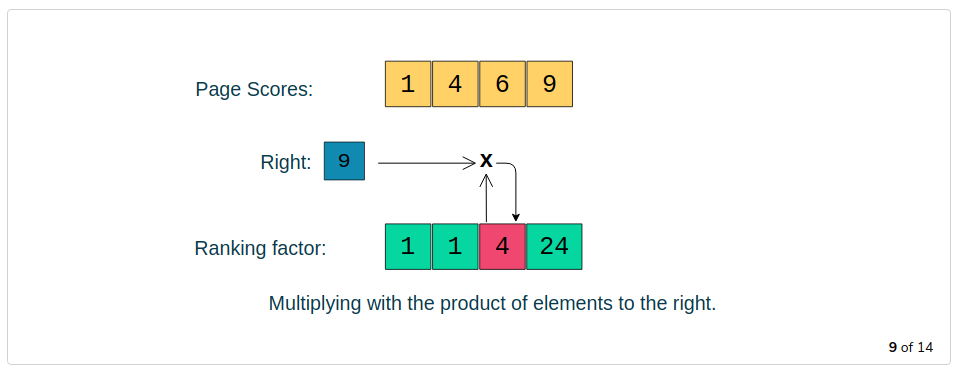 Page Scores: 1 4 6 9
Right: 9 X
Ranking factor: 1 1 4 24
Multiplying with the product of elements to the right.
9 of 14